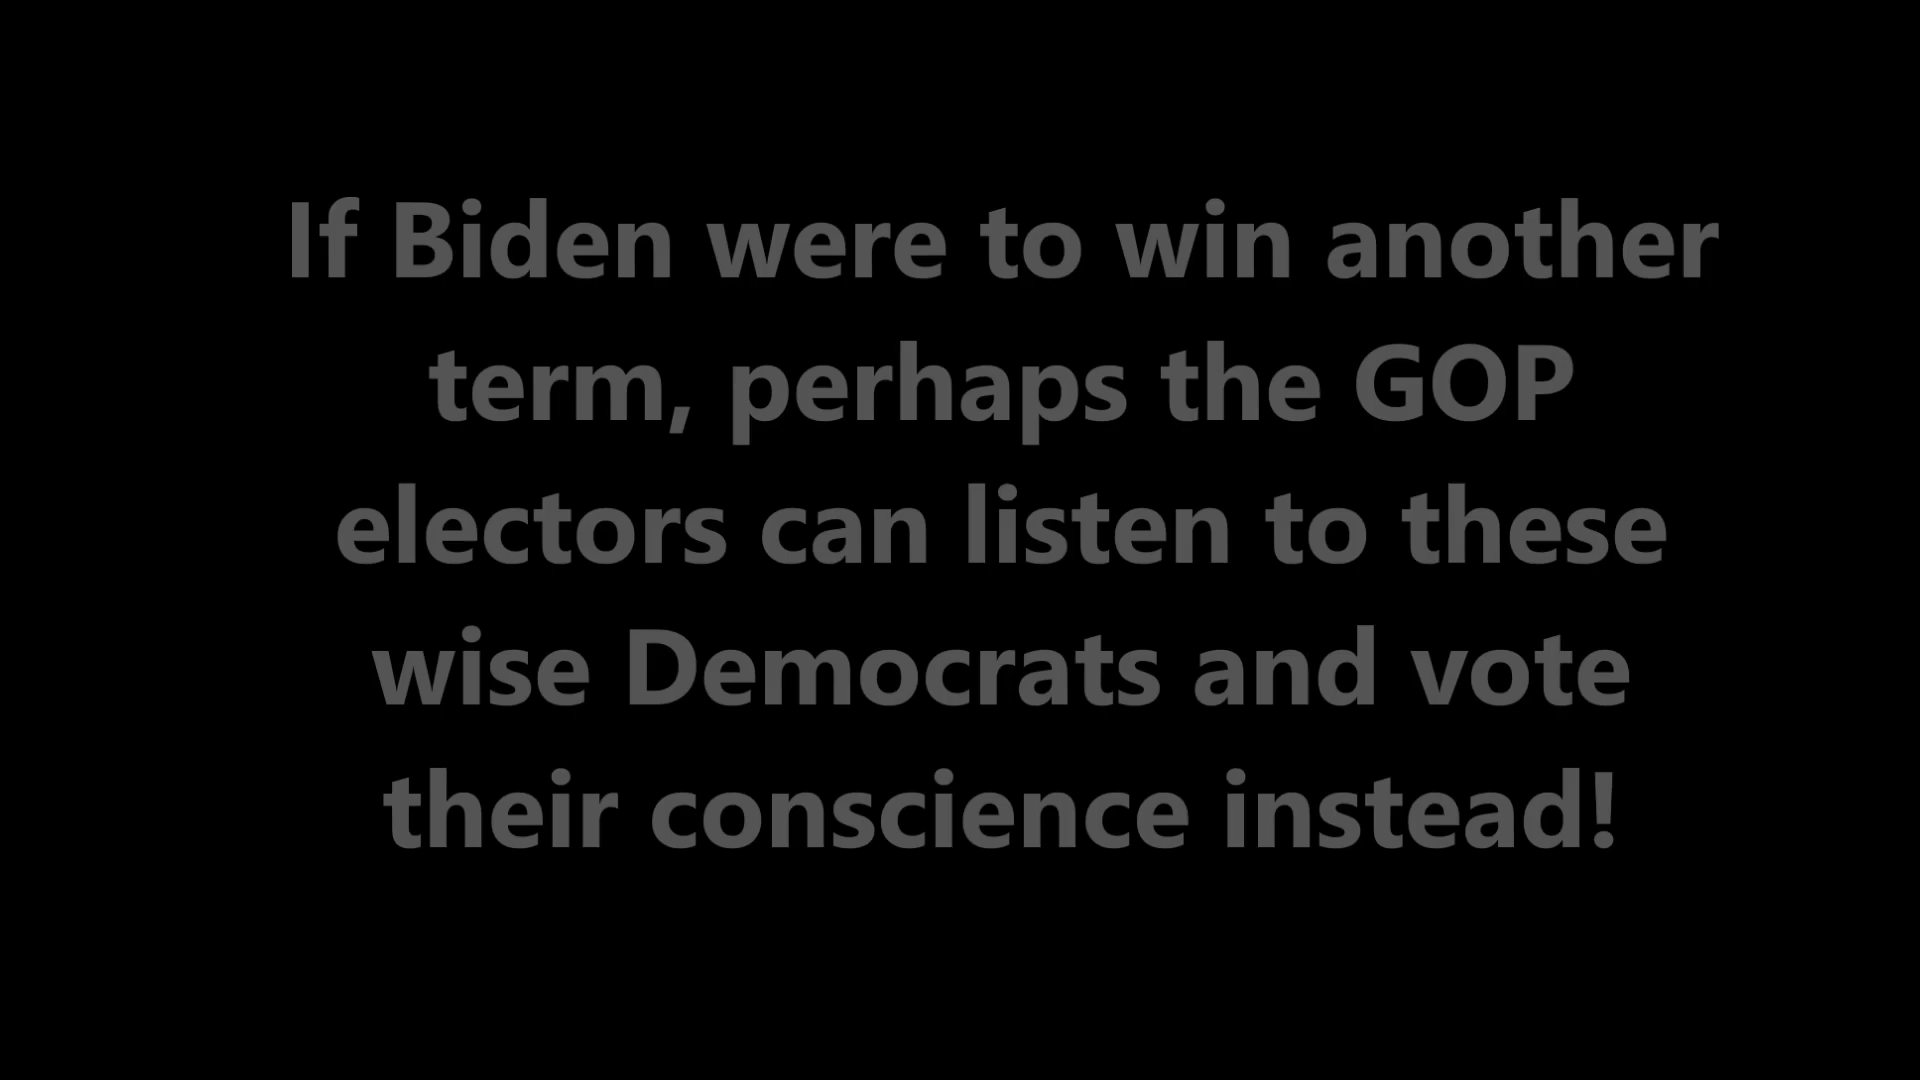 If Biden were to win another
term, perhaps the GOP
electors can listen to these
wise Democrats and vote
their conscience instead!